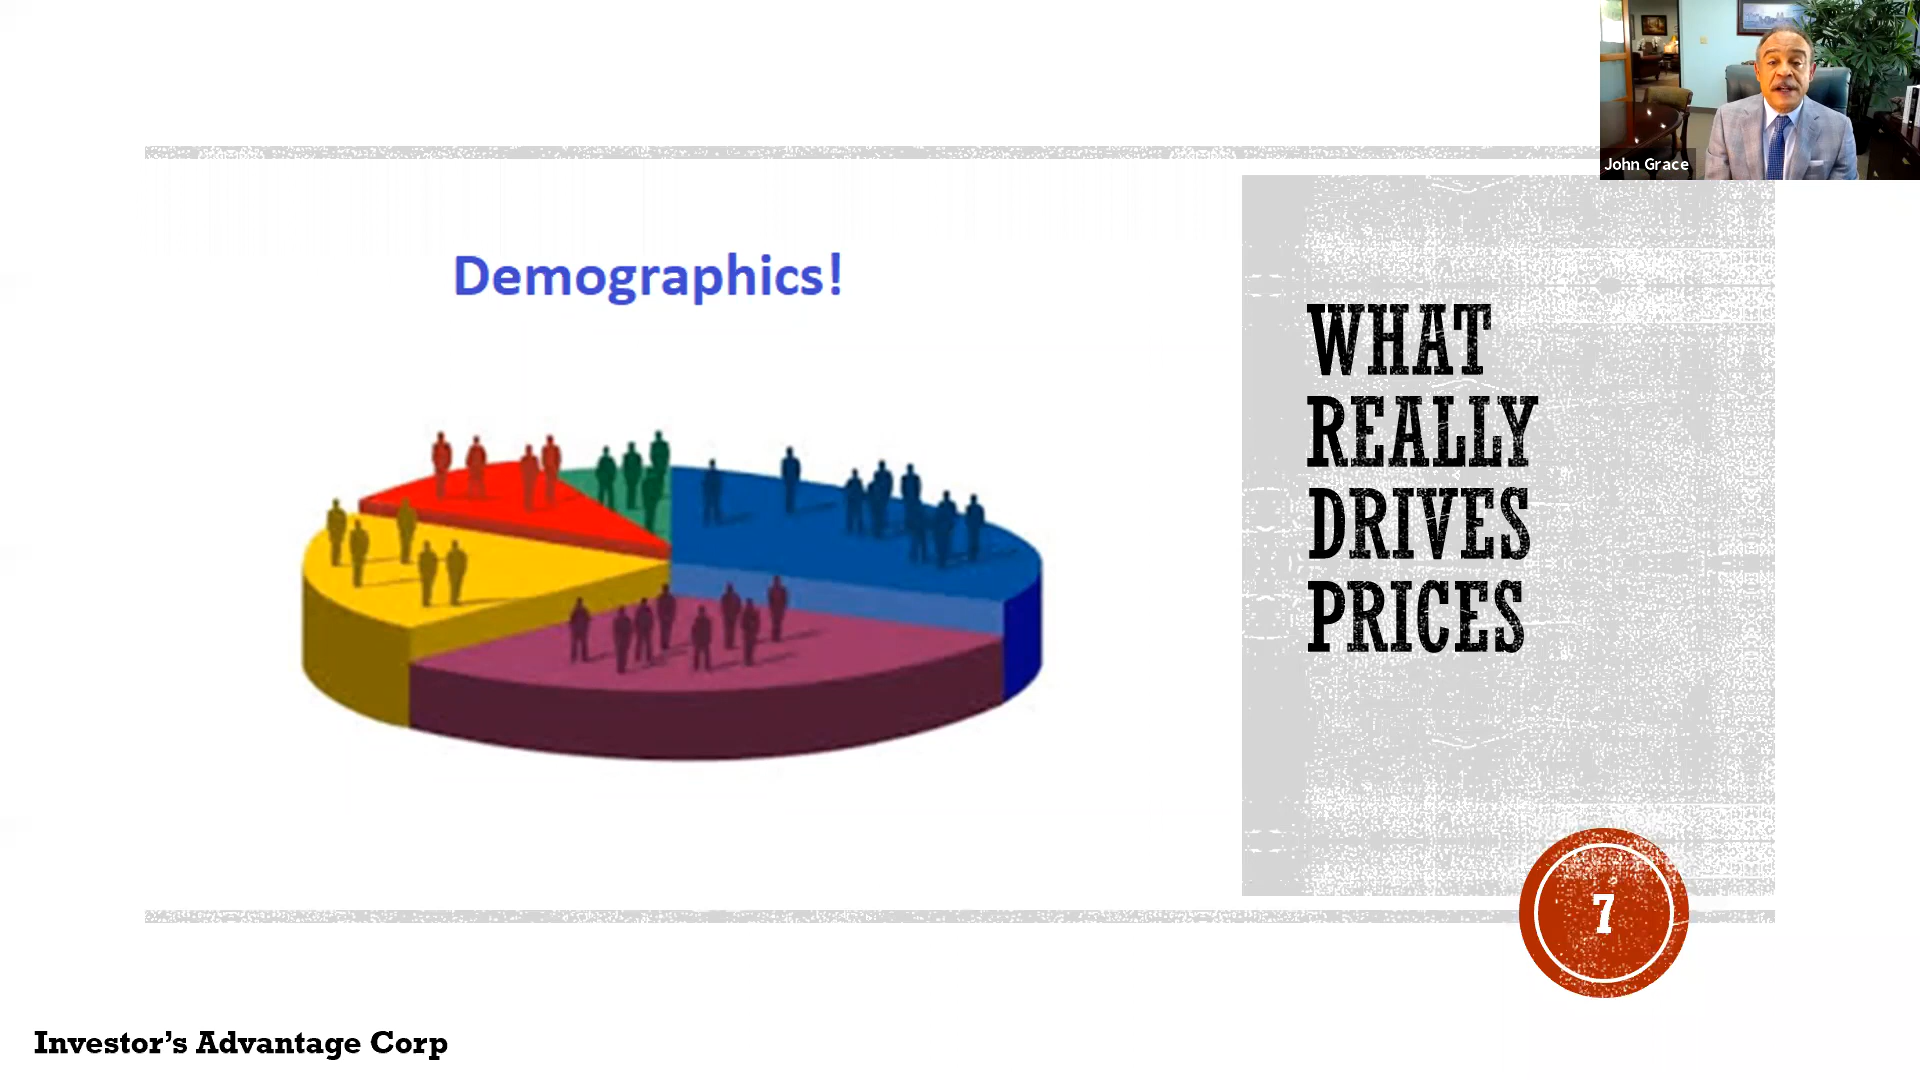 John Grace
Demographics!
WHAT
REALLY
DRIVES
PRICES
7
Investor's Advantage Corp